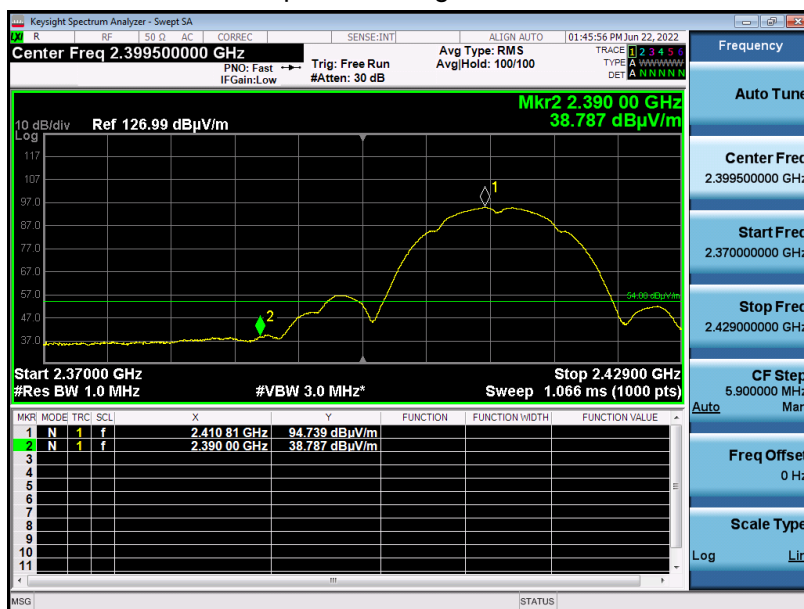 Keysight Spectrum Analyzer - Swept SA
LXI R RF 50 Ω AC CORREC SENSE:INT ALIGN AUTO 01:45:56 PM Jun 22, 2022
Center Freq 2.399500000 GHz
PNO: Fast
IFGain:Low
Trig: Free Run
#Atten: 30 dB
Avg Type: RMS
Avg|Hold: 100/100
TRACE 1 2 3 4 5 6
TYPE A WWWWW
DET A N N N N N
Mkr2 2.390 00 GHz
38.787 dBµV/m
10 dB/div Ref 126.99 dBµV/m
Log
117
107
97.0
87.0
77.0
67.0
57.0
47.0
37.0
1
2
54.00 dBµV/m
Start 2.37000 GHz Stop 2.42900 GHz
#Res BW 1.0 MHz #VBW 3.0 MHz* Sweep 1.066 ms (1000 pts)
MKR MODE TRC SCL X Y FUNCTION FUNCTION WIDTH FUNCTION VALUE
1 N 1 f 2.410 81 GHz 94.739 dBµV/m
2 N 1 f 2.390 00 GHz 38.787 dBµV/m
3
4
5
6
7
8
9
10
11
MSG STATUS
Frequency
Auto Tune
Center Freq
2.399500000 GHz
Start Freq
2.370000000 GHz
Stop Freq
2.429000000 GHz
CF Step
5.900000 MHz
Auto Man
Freq Offset
0 Hz
Scale Type
Log Lin